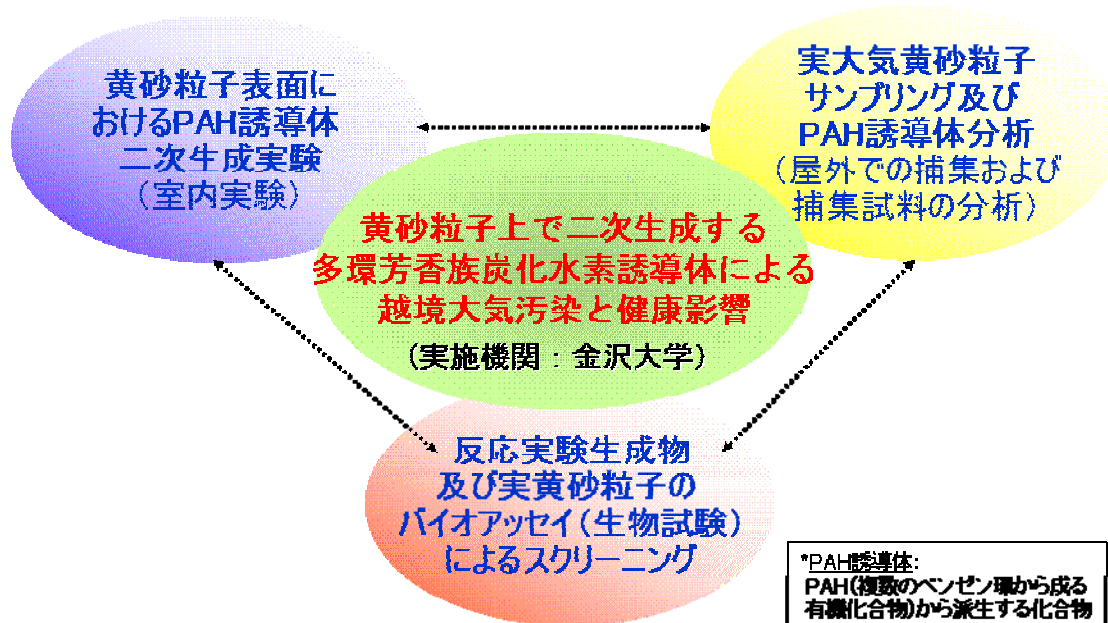 黄砂粒子表面に
おけるPAH誘導体
二次生成実験
（室内実験）
実大気黄砂粒子
サンプリング及び
PAH誘導体分析
（屋外での捕集および
捕集試料の分析）
黄砂粒子上で二次生成する
多環芳香族炭化水素誘導体による
越境大気汚染と健康影響
（実施機関：金沢大学）
反応実験生成物
及び実黄砂粒子の
バイオアッセイ（生物試験）
によるスクリーニング
*PAH誘導体:
PAH(複数のベンゼン環から成る
有機化合物)から派生する化合物